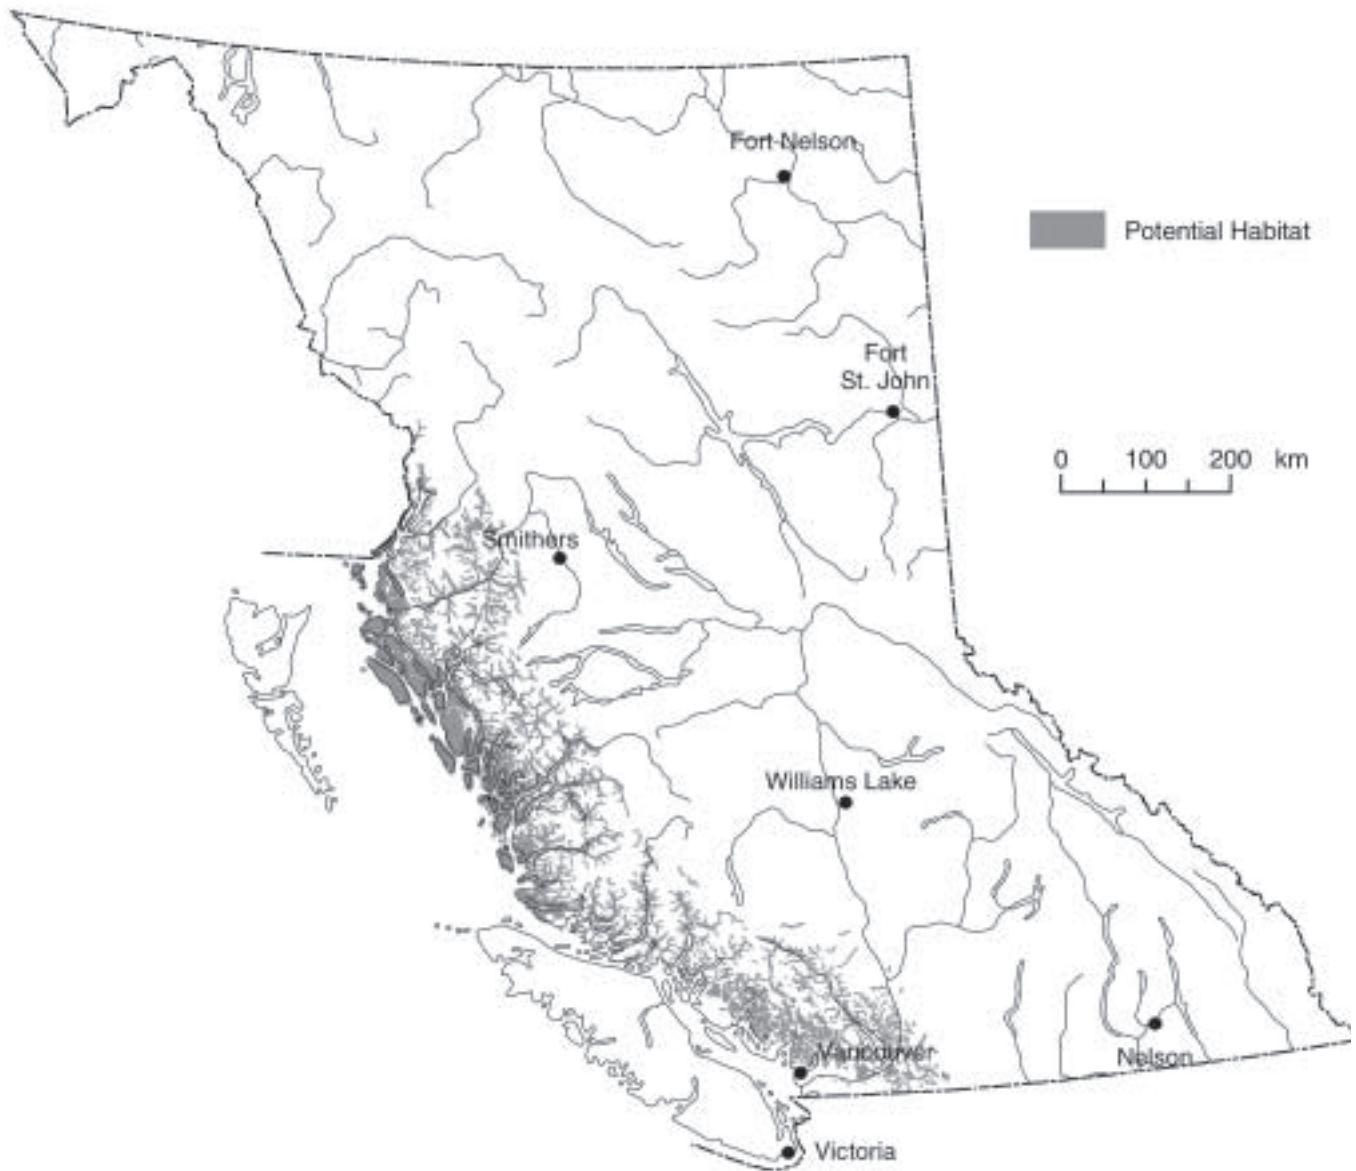 Fort Nelson
Potential Habitat
Fort
St. John
0 100 200 km
Smithers
Williams Lake
Vancouver
Nelson
Victoria